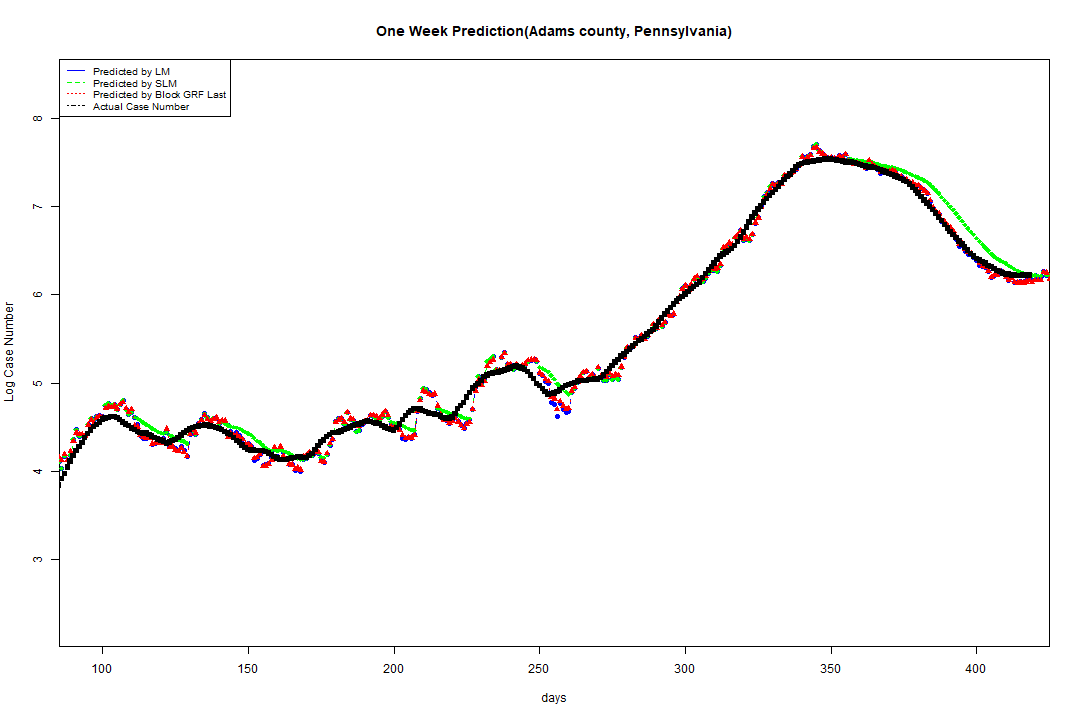 One Week Prediction(Adams county, Pennsylvania)
Predicted by LM
Predicted by SLM
Predicted by Block GRF Last
Actual Case Number
8
7
6
5
4
3
Log Case Number
100 150 200 250 300 350 400
days